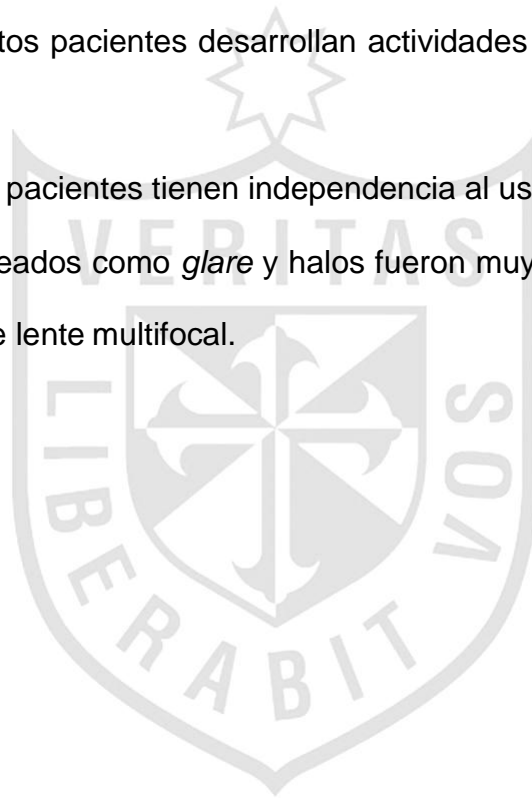 tos pacientes desarrollan actividades
pacientes tienen independencia al us
eados como glare y halos fueron muy
e lente multifocal.
VERITAS
LIBERABIT VOS